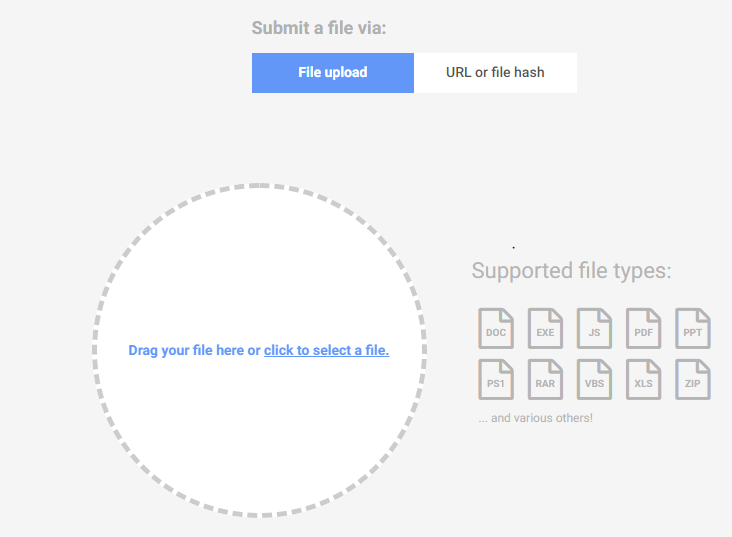 Submit a file via:
File upload
URL or file hash
Drag your file here or click to select a file.
Supported file types:
DOC EXE JS PDF PPT
PS1 RAR VBS XLS ZIP
... and various others!